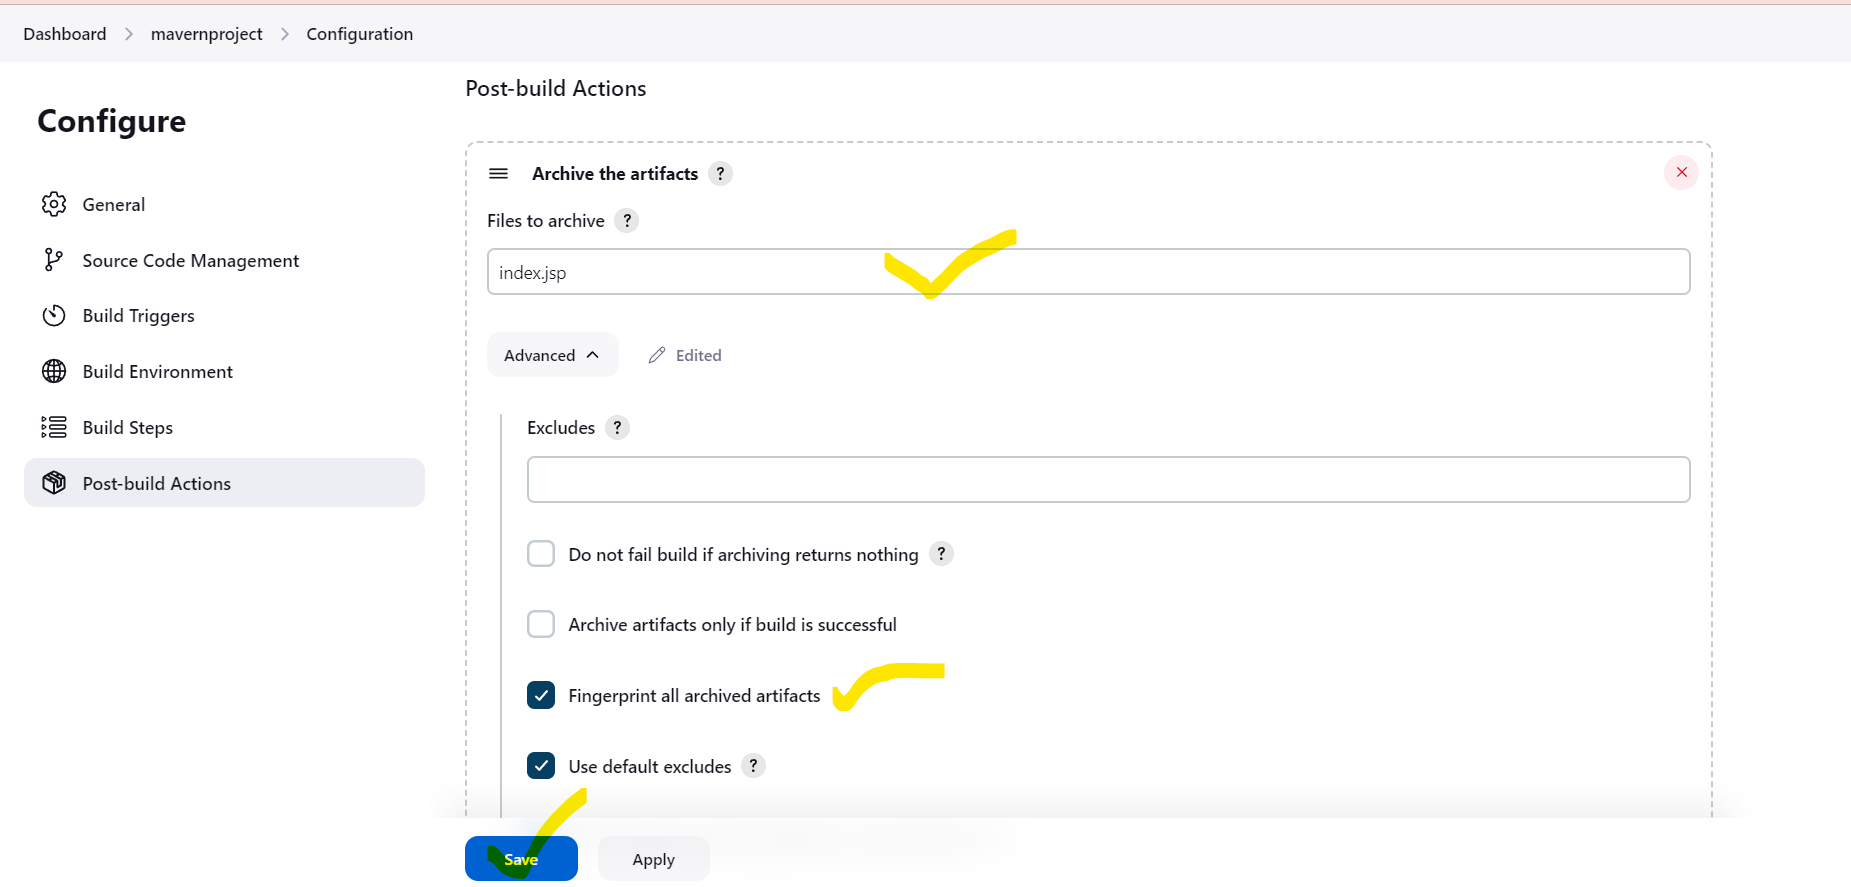 Dashboard > mavernproject > Configuration
Configure
General
Source Code Management
Build Triggers
Build Environment
Build Steps
Post-build Actions
Post-build Actions
Archive the artifacts ?
Files to archive ?
index.jsp
Advanced Edited
Excludes ?
Do not fail build if archiving returns nothing ?
Archive artifacts only if build is successful
Fingerprint all archived artifacts
Use default excludes ?
Save Apply